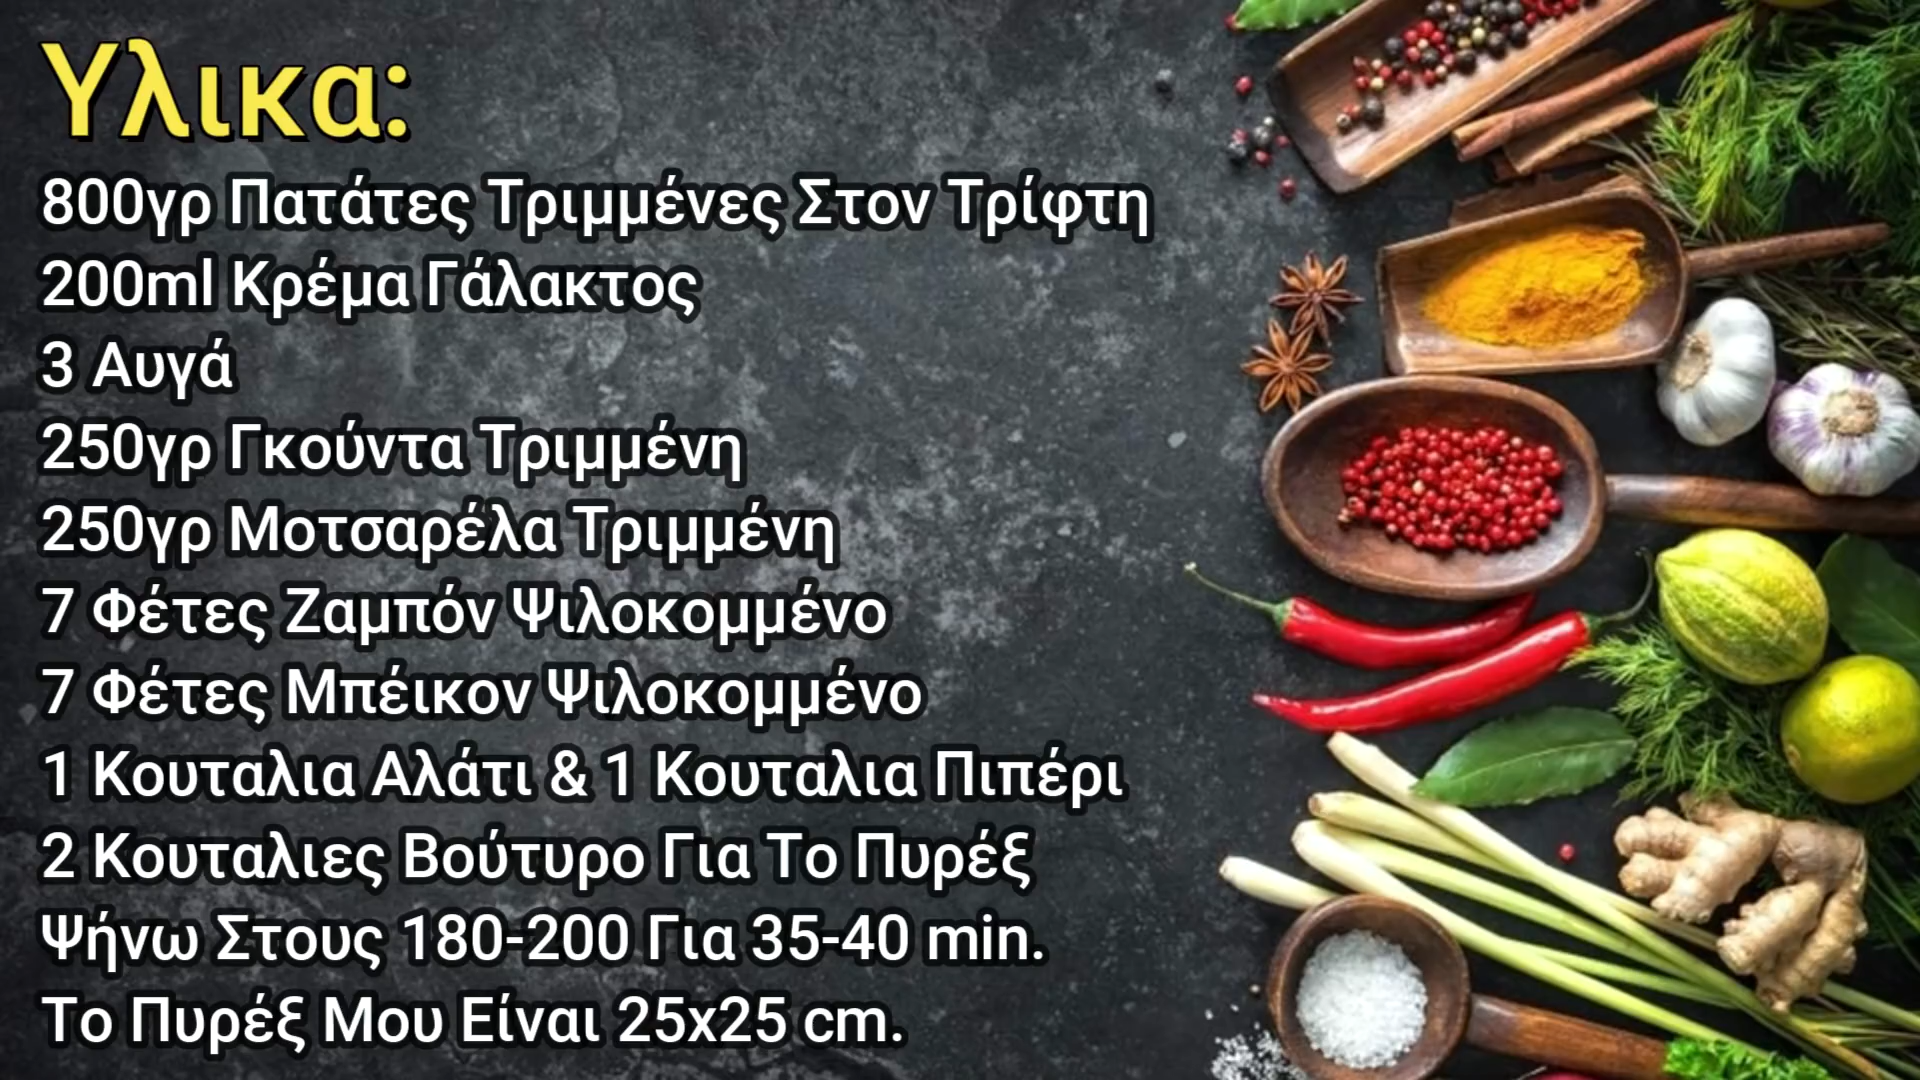 Υλικα:
800γρ Πατάτες Τριμμένες Στον Τρίφτη
200ml Κρέμα Γάλακτος
3 Αυγά
250γρ Γκούντα Τριμμένη
250γρ Μοτσαρέλα Τριμμένη
7 Φέτες Ζαμπόν Ψιλοκομμένο
7 Φέτες Μπέικον Ψιλοκομμένο
1 Κουταλια Αλάτι & 1 Κουταλια Πιπέρι
2 Κουταλιες Βούτυρο Για Το Πυρέξ
Ψήνω Στους 180-200 Για 35-40 min.
Το Πυρέξ Μου Είναι 25x25 cm.